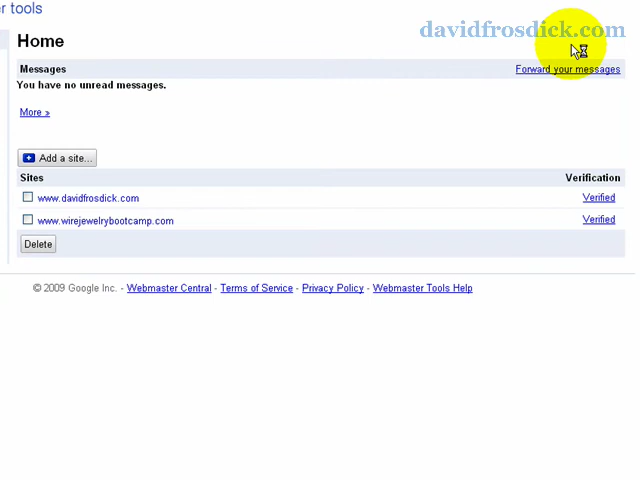 er tools
davidfrosdick.com
Home
Messages
Forward your messages
You have no unread messages.
More »
Add a site...
Sites Verification
www.davidfrosdick.com Verified
www.wirejewelrybootcamp.com Verified
Delete
© 2009 Google Inc. - Webmaster Central - Terms of Service - Privacy Policy - Webmaster Tools Help